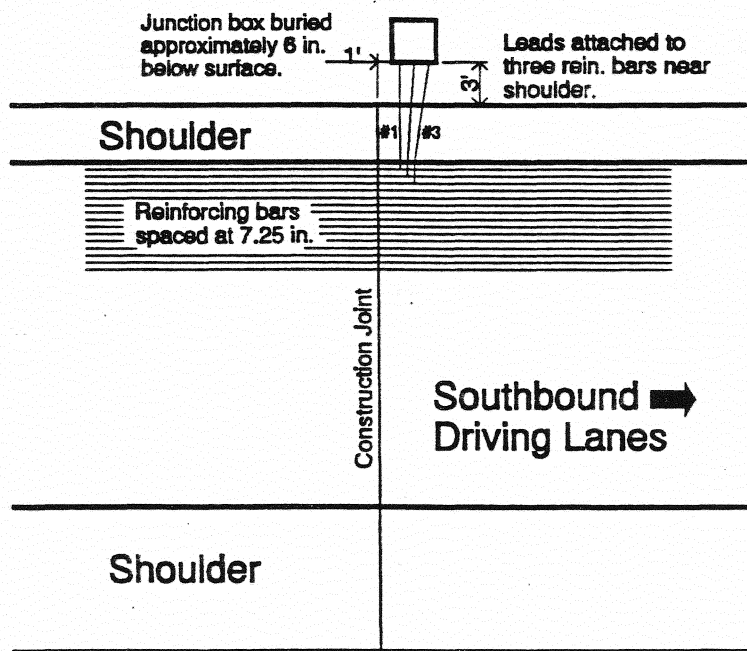 Junction box buried
approximately 6 in.
below surface.
1'
3'
Leads attached to
three rein. bars near
shoulder.
Shoulder
#1
#3
Reinforcing bars
spaced at 7.25 in.
Construction Joint
Southbound
Driving Lanes
Shoulder